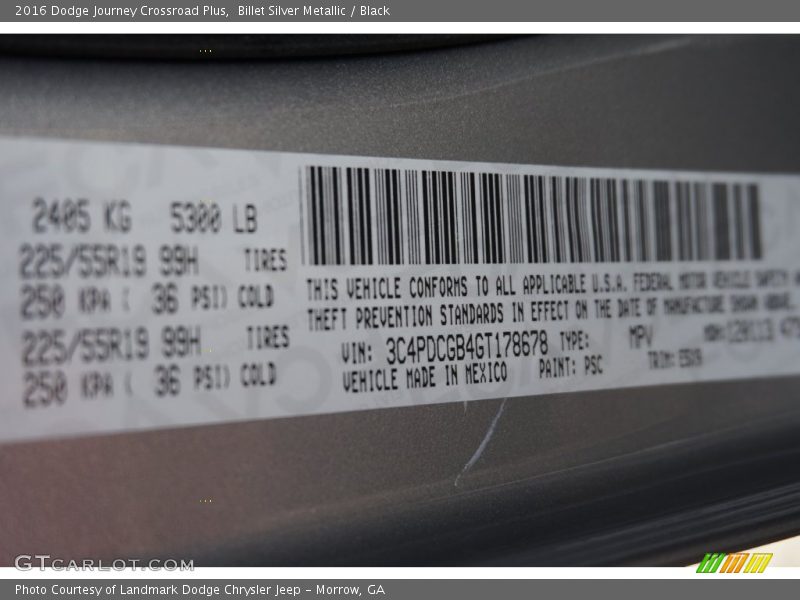 2016 Dodge Journey Crossroad Plus, Billet Silver Metallic / Black
2405 KG 5300 LB
225/55R19 99H TIRES
250 KPA ( 36 PSI) COLD
225/55R19 99H TIRES
250 KPA ( 36 PSI) COLD
THIS VEHICLE CONFORMS TO ALL APPLICABLE U.S.A. FEDERAL MOTOR VEHICLE SAFETY
THEFT PREVENTION STANDARDS IN EFFECT ON THE DATE OF MANUFACTURE SHOWN ABOVE.
VIN: 3C4PDCGB4GT178678 TYPE: MPV
VEHICLE MADE IN MEXICO PAINT: PSC TRIM:
GTCARLOT.COM
Photo Courtesy of Landmark Dodge Chrysler Jeep – Morrow, GA